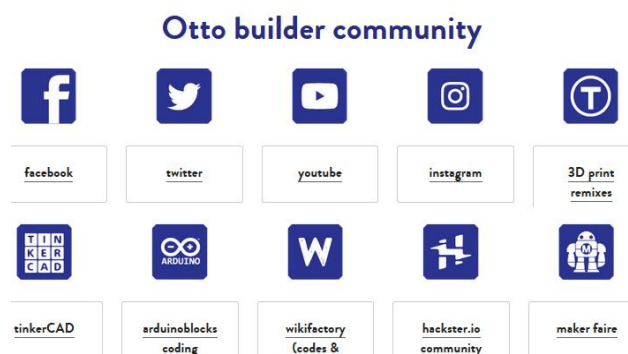 Otto builder community
facebook
twitter
youtube
instagram
3D print
remixes
TIN
KER
CAD
ARDUINO
W
M
tinkerCAD
arduinoblocks
coding
wikifactory
(codes &
hackster.io
community
maker faire